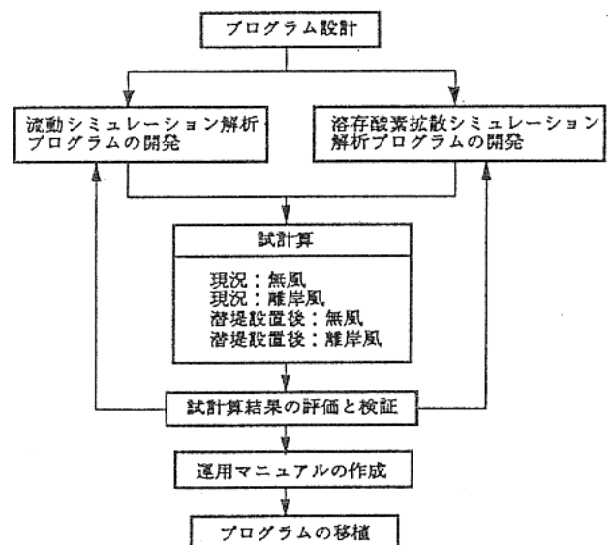 プログラム設計
流動シミュレーション解析
プログラムの開発
溶存酸素拡散シミュレーション
解析プログラムの開発
試計算
現況：無風
現況：離岸風
潜堤設置後：無風
潜堤設置後：離岸風
試計算結果の評価と検証
運用マニュアルの作成
プログラムの移植